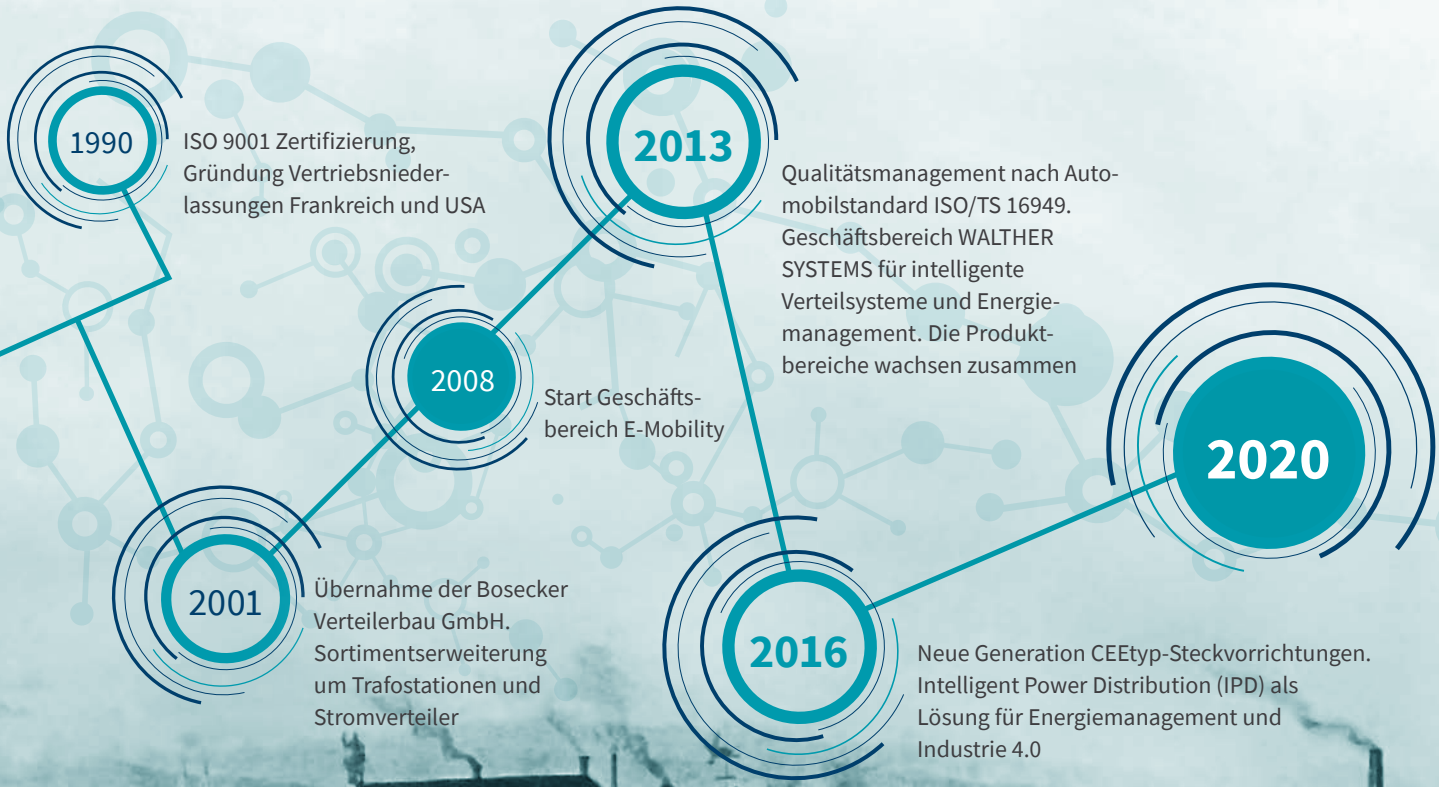 1990
ISO 9001 Zertifizierung,
Gründung Vertriebsnieder-
lassungen Frankreich und USA
2001
Übernahme der Bosecker
Verteilerbau GmbH.
Sortimentserweiterung
um Trafostationen und
Stromverteiler
2008
Start Geschäfts-
bereich E-Mobility
2013
Qualitätsmanagement nach Auto-
mobilstandard ISO/TS 16949.
Geschäftsbereich WALTHER
SYSTEMS für intelligente
Verteilsysteme und Energie-
management. Die Produkt-
bereiche wachsen zusammen
2016
Neue Generation CEEtyp-Steckvorrichtungen.
Intelligent Power Distribution (IPD) als
Lösung für Energiemanagement und
Industrie 4.0
2020